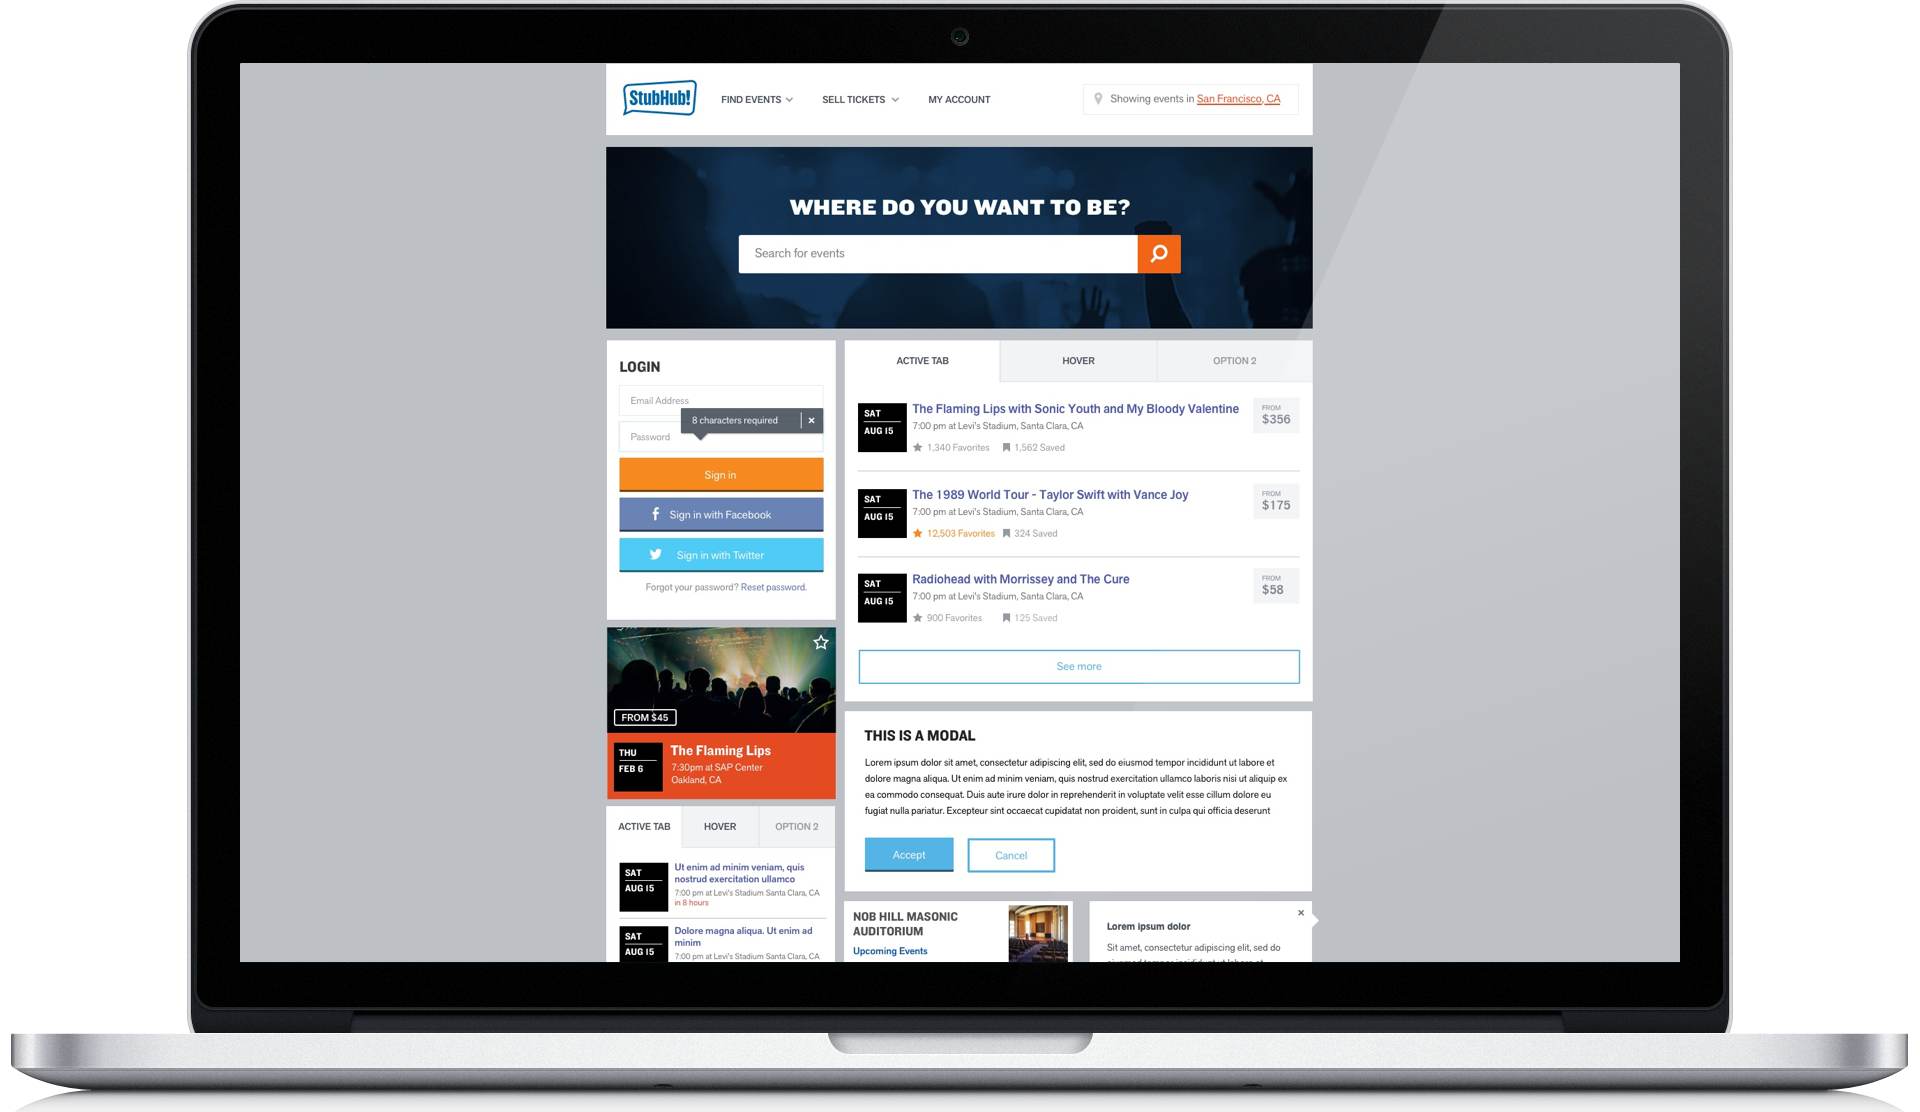 StubHub!
FIND EVENTS
SELL TICKETS
MY ACCOUNT
Showing events in San Francisco, CA
WHERE DO YOU WANT TO BE?
Search for events
LOGIN
Email Address
8 characters required ×
Password
Sign in
f Sign in with Facebook
Sign in with Twitter
Forgot your password? Reset password.
FROM $45
THU
FEB 6
The Flaming Lips
7:30pm at SAP Center
Oakland, CA
ACTIVE TAB
HOVER
OPTION 2
SAT
AUG 15
Ut enim ad minim veniam, quis
nostrud exercitation ullamco
7:00 pm at Levi's Stadium Santa Clara, CA
in 8 hours
SAT
AUG 15
Dolore magna aliqua. Ut enim ad
minim
7:00 pm at Levi's Stadium Santa Clara, CA
ACTIVE TAB
HOVER
OPTION 2
SAT
AUG 15
The Flaming Lips with Sonic Youth and My Bloody Valentine
7:00 pm at Levi's Stadium, Santa Clara, CA
1,340 Favorites
1,562 Saved
FROM
$356
SAT
AUG 15
The 1989 World Tour - Taylor Swift with Vance Joy
7:00 pm at Levi's Stadium, Santa Clara, CA
12,503 Favorites
324 Saved
FROM
$175
SAT
AUG 15
Radiohead with Morrissey and The Cure
7:00 pm at Levi's Stadium, Santa Clara, CA
900 Favorites
125 Saved
FROM
$58
See more
THIS IS A MODAL
Lorem ipsum dolor sit amet, consectetur adipiscing elit, sed do eiusmod tempor incididunt ut labore et
dolore magna aliqua. Ut enim ad minim veniam, quis nostrud exercitation ullamco laboris nisi ut aliquip ex
ea commodo consequat. Duis aute irure dolor in reprehenderit in voluptate velit esse cillum dolore eu
fugiat nulla pariatur. Excepteur sint occaecat cupidatat non proident, sunt in culpa qui officia deserunt
Accept
Cancel
NOB HILL MASONIC
AUDITORIUM
Upcoming Events
×
Lorem ipsum dolor
Sit amet, consectetur adipiscing elit, sed do